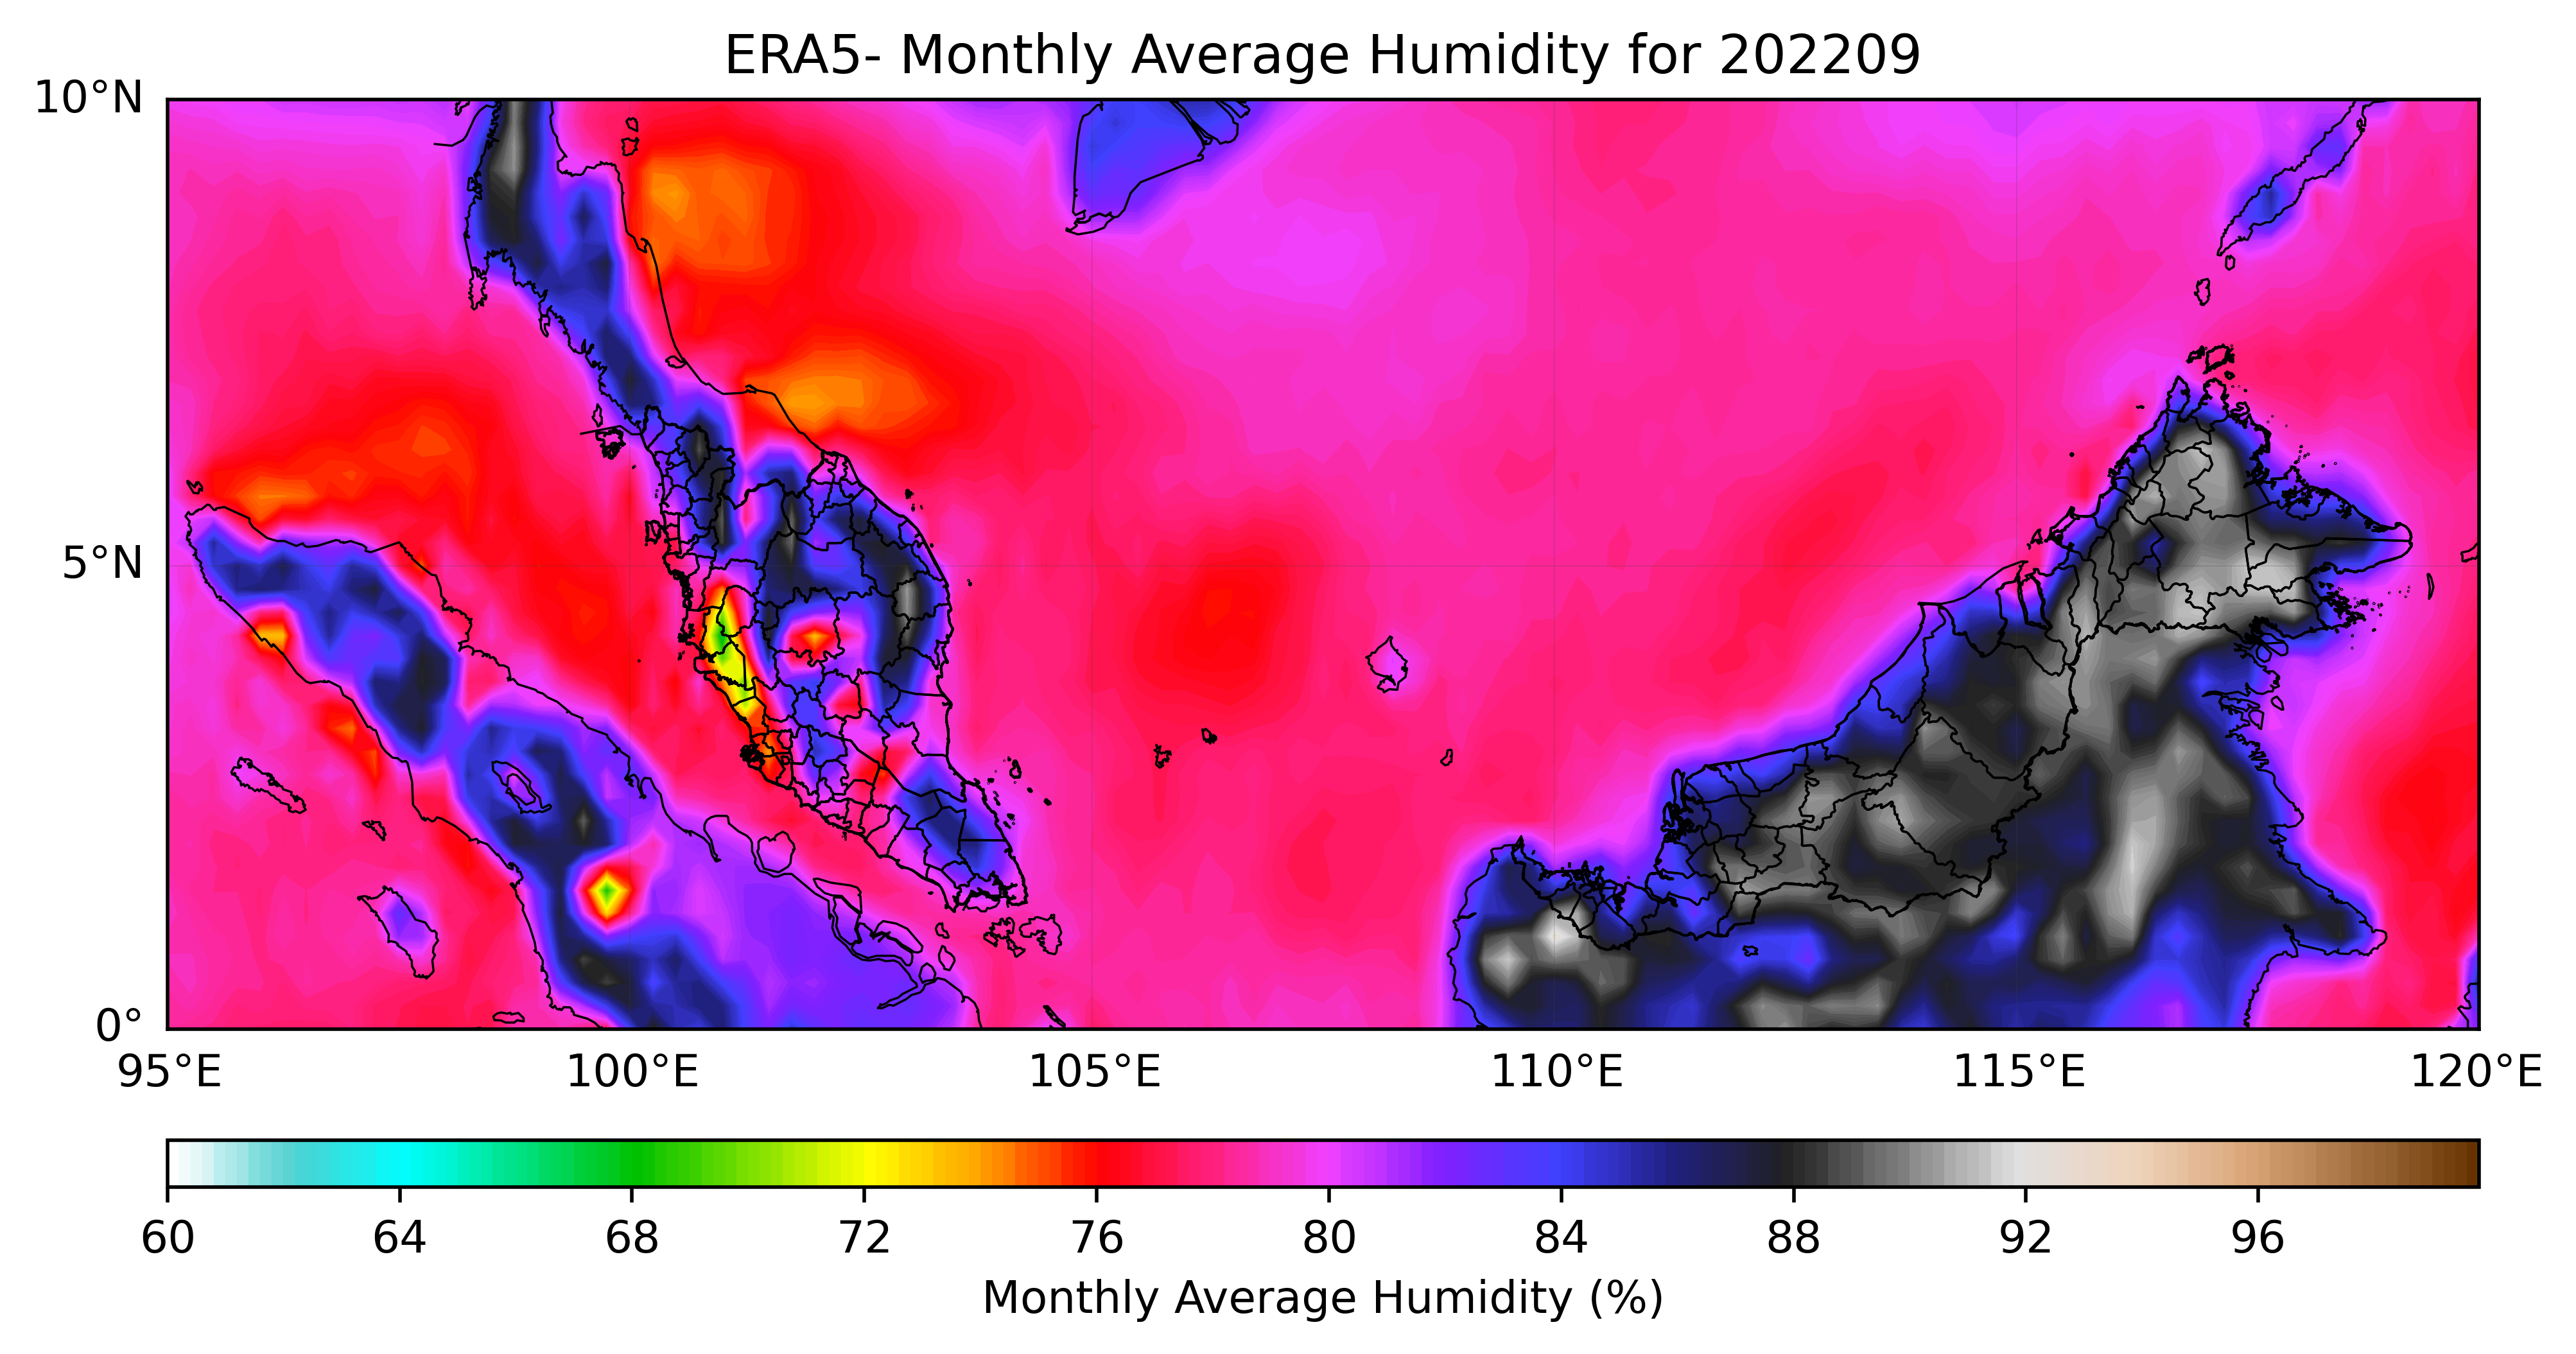 ERA5- Monthly Average Humidity for 202209
10°N
5°N
0°
95°E 100°E 105°E 110°E 115°E 120°E
60 64 68 72 76 80 84 88 92 96
Monthly Average Humidity (%)